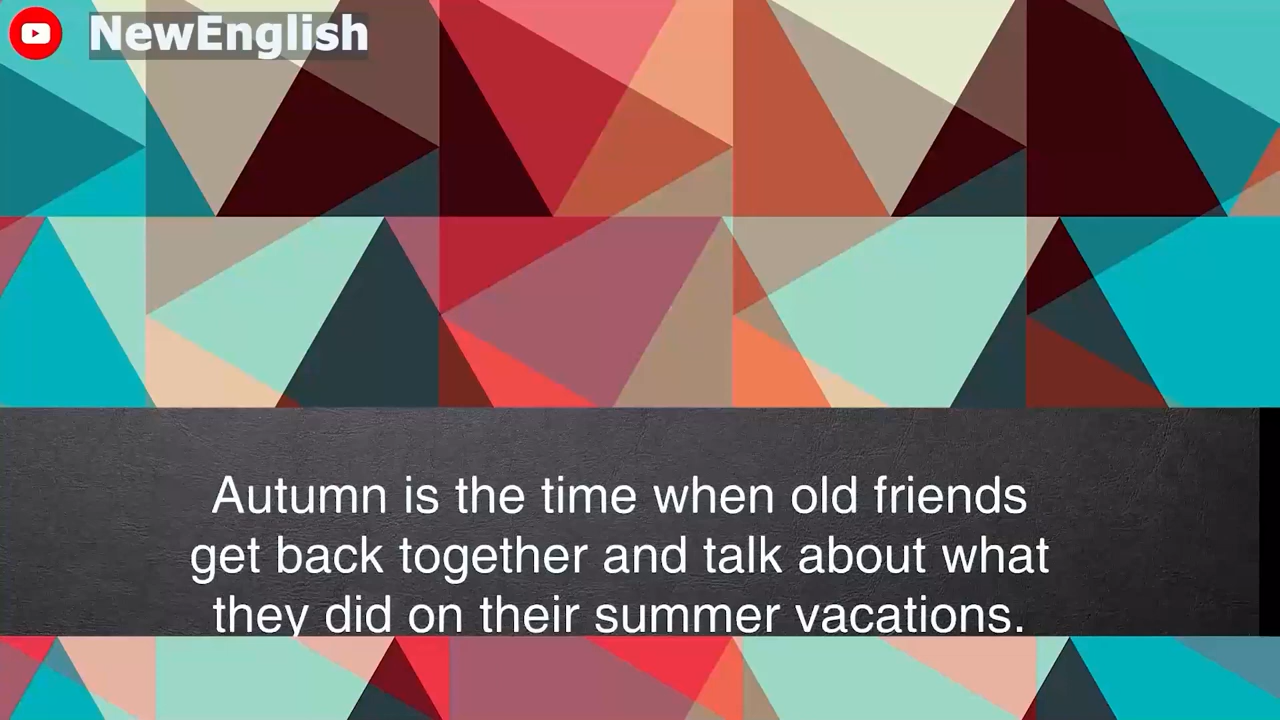 NewEnglish
Autumn is the time when old friends
get back together and talk about what
they did on their summer vacations.